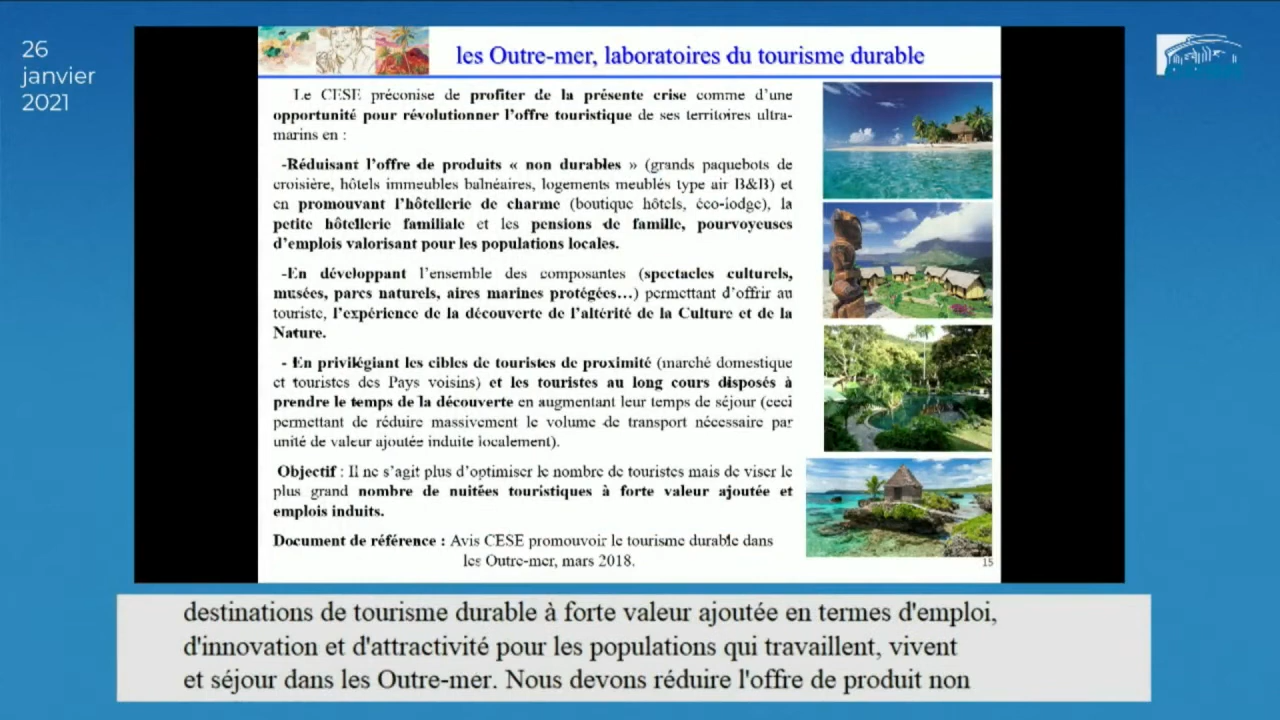 26
janvier
2021
les Outre-mer, laboratoires du tourisme durable
Le CESE préconise de profiter de la présente crise comme d'une
opportunité pour révolutionner l'offre touristique de ses territoires ultra-
marins en :
-Réduisant l'offre de produits « non durables » (grands paquebots de
croisière, hôtels immeubles balnéaires, logements meublés type air B&B) et
en promouvant l'hôtellerie de charme (boutique hôtels, éco-lodge), la
petite hôtellerie familiale et les pensions de famille, pourvoyeuses
d'emplois valorisant pour les populations locales.
-En développant l'ensemble des composantes (spectacles culturels,
musées, parcs naturels, aires marines protégées...) permettant d'offrir au
touriste, l'expérience de la découverte de l'altérité de la Culture et de la
Nature.
- En privilégiant les cibles de touristes de proximité (marché domestique
et touristes des Pays voisins) et les touristes au long cours disposés à
prendre le temps de la découverte en augmentant leur temps de séjour (ceci
permettant de réduire massivement le volume de transport nécessaire par
unité de valeur ajoutée induite localement).
Objectif : Il ne s'agit plus d'optimiser le nombre de touristes mais de viser le
plus grand nombre de nuitées touristiques à forte valeur ajoutée et
emplois induits.
Document de référence : Avis CESE promouvoir le tourisme durable dans
les Outre-mer, mars 2018.
15
destinations de tourisme durable à forte valeur ajoutée en termes d'emploi,
d'innovation et d'attractivité pour les populations qui travaillent, vivent
et séjour dans les Outre-mer. Nous devons réduire l'offre de produit non